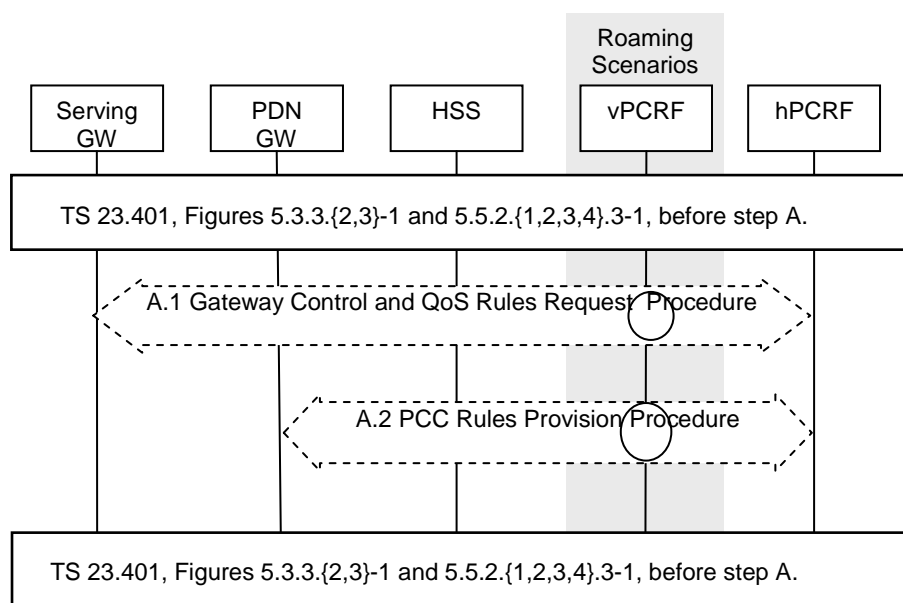 Roaming
Scenarios
Serving
GW
PDN
GW
HSS
vPCRF
hPCRF
TS 23.401, Figures 5.3.3.{2,3}-1 and 5.5.2.{1,2,3,4}.3-1, before step A.
A.1 Gateway Control and QoS Rules Request Procedure
A.2 PCC Rules Provision Procedure
TS 23.401, Figures 5.3.3.{2,3}-1 and 5.5.2.{1,2,3,4}.3-1, before step A.